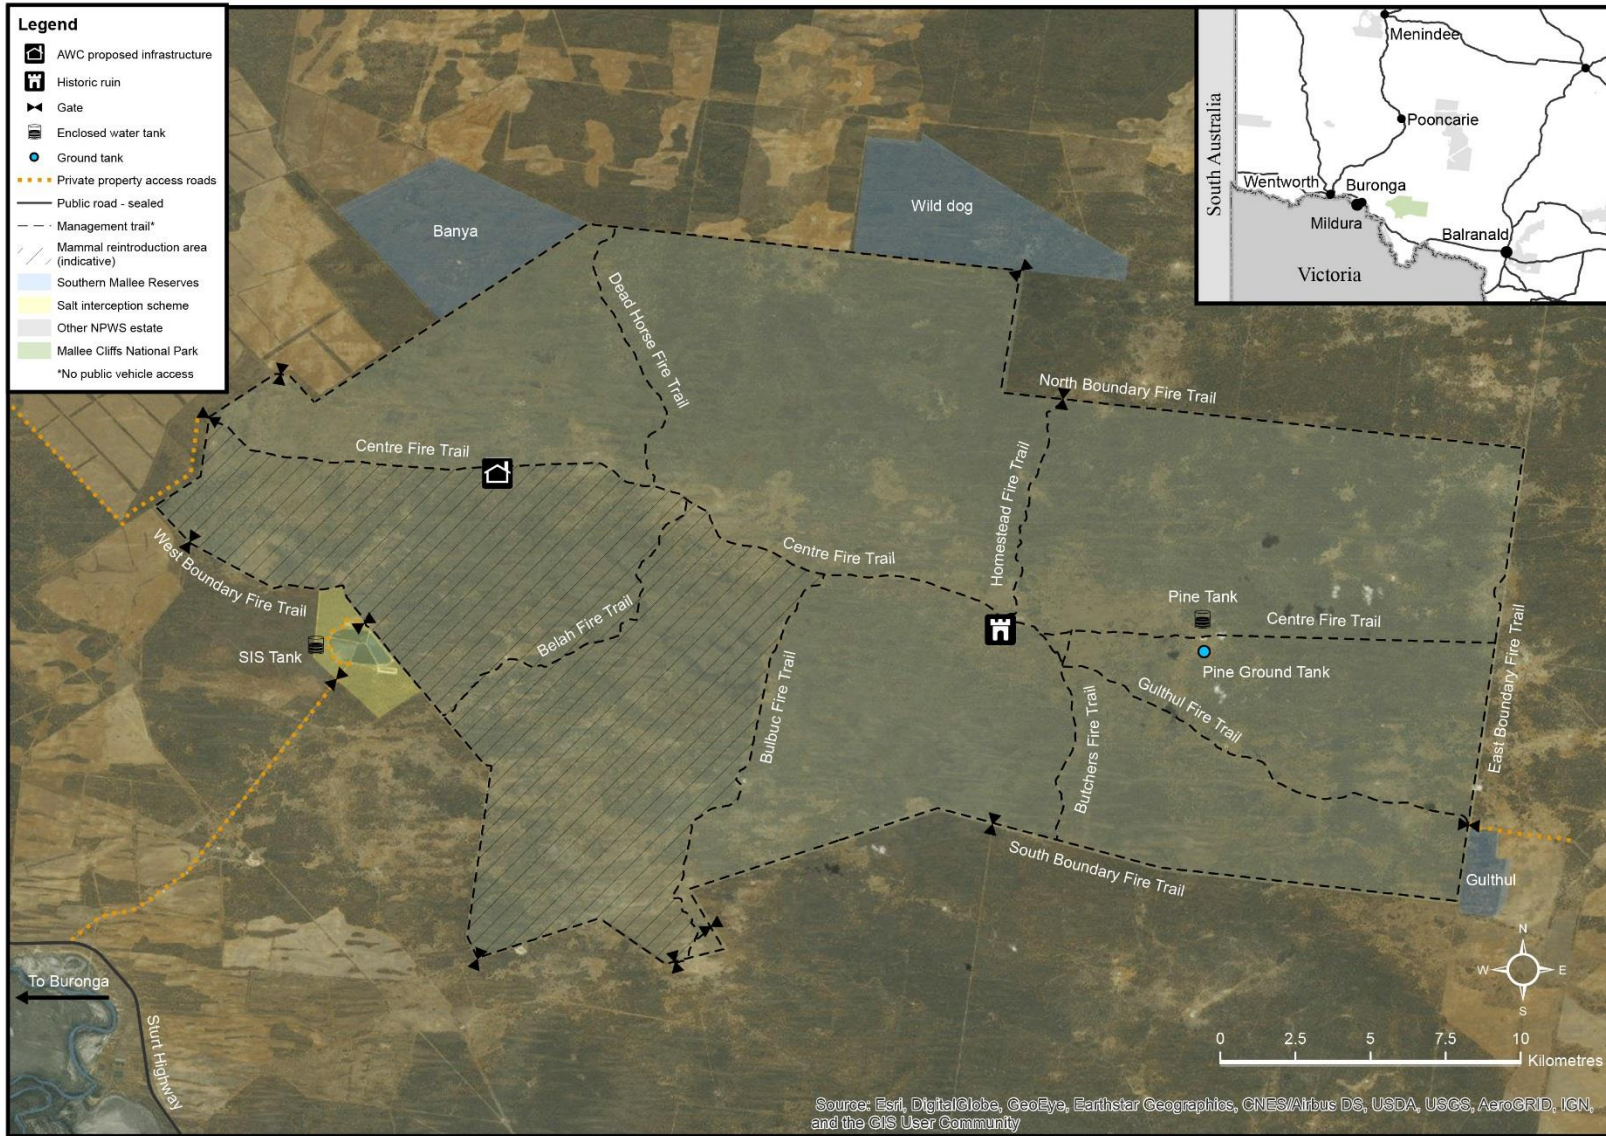 Legend
AWC proposed infrastructure
Historic ruin
Gate
Enclosed water tank
Ground tank
Private property access roads
Public road - sealed
Management trail*
Mammal reintroduction area
(indicative)
Southern Mallee Reserves
Salt interception scheme
Other NPWS estate
Mallee Cliffs National Park
*No public vehicle access
Menindee
Pooncarie
South Australia
Wentworth
Buronga
Mildura
Balranald
Victoria
Banya
Wild dog
Dead Horse Fire Trail
North Boundary Fire Trail
Centre Fire Trail
Homestead Fire Trail
West Boundary Fire Trail
Centre Fire Trail
Belah Fire Trail
SIS Tank
Pine Tank
Centre Fire Trail
Pine Ground Tank
Bulbuc Fire Trail
Gulthul Fire Trail
Butchers Fire Trail
East Boundary Fire Trail
South Boundary Fire Trail
Gulthul
To Buronga
Sturt Highway
N
W
E
S
0 2.5 5 7.5 10
Kilometres
Source: Esri, DigitalGlobe, GeoEye, Earthstar Geographics, CNES/Airbus DS, USDA, USGS, AeroGRID, IGN,
and the GIS User Community